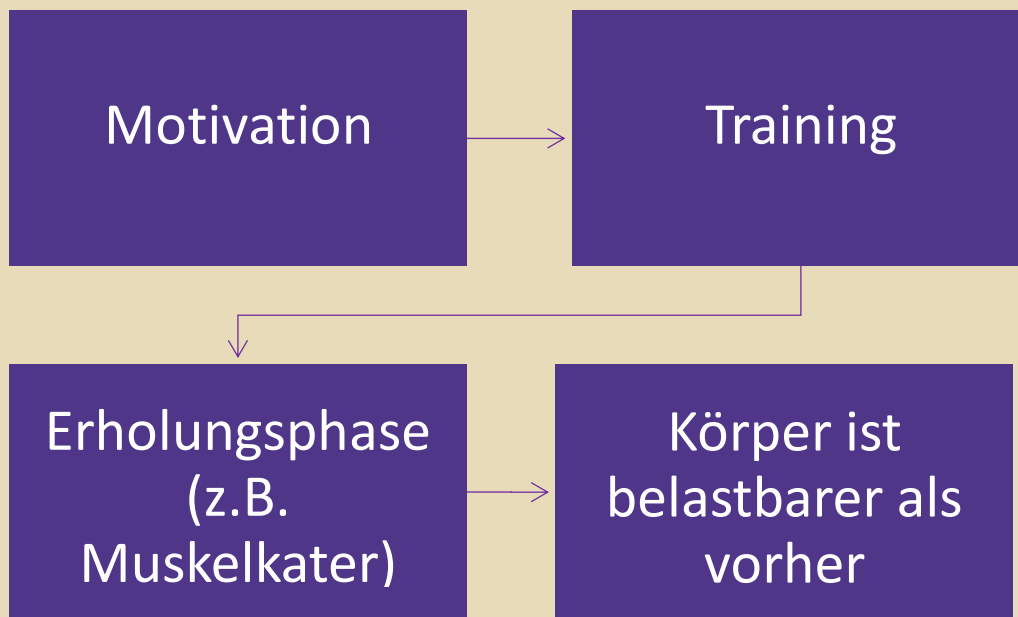 Motivation
Training
Erholungsphase
(z.B.
Muskelkater)
Körper ist
belastbarer als
vorher